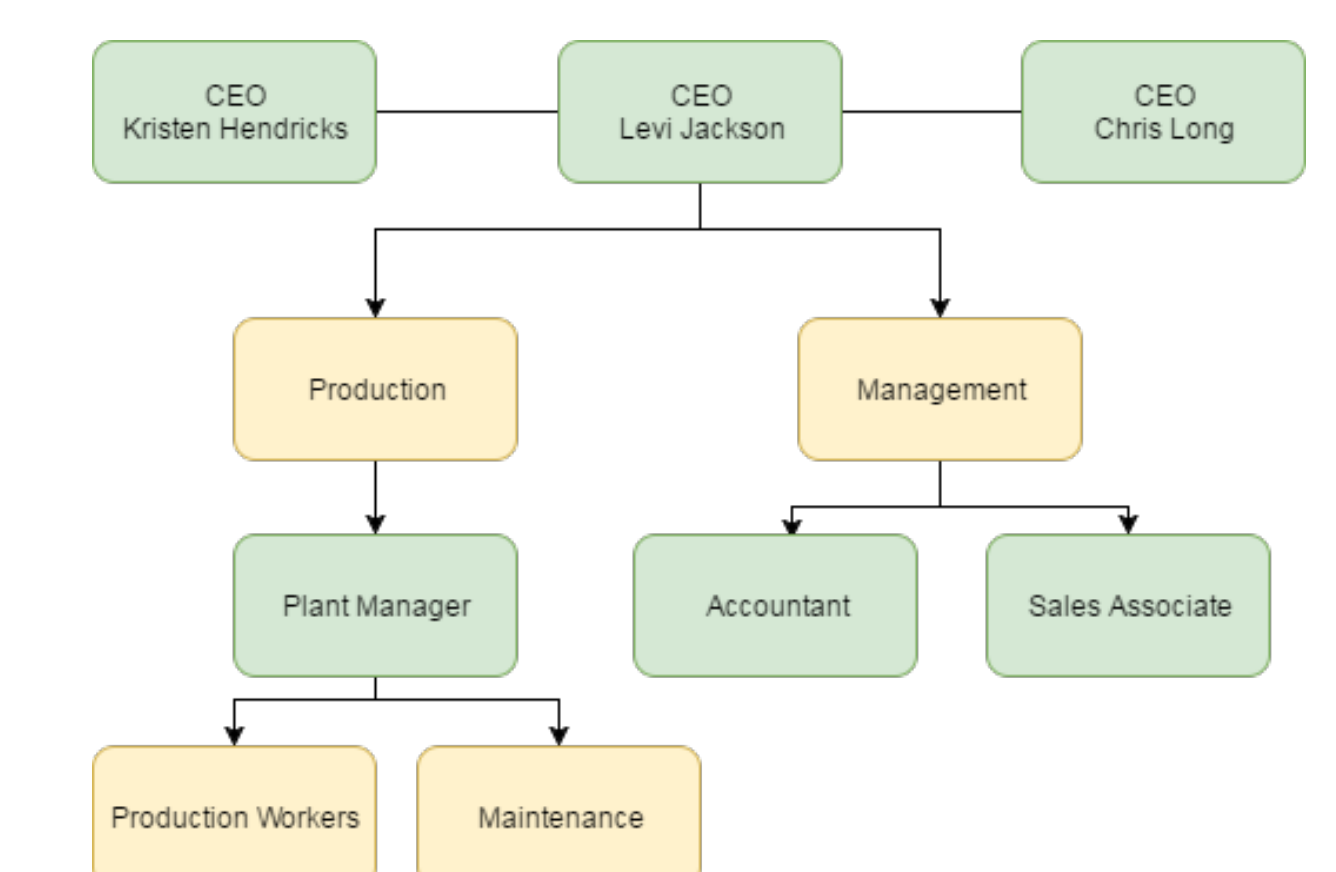 CEO
Kristen Hendricks
CEO
Levi Jackson
CEO
Chris Long
Production
Management
Plant Manager
Accountant
Sales Associate
Production Workers
Maintenance